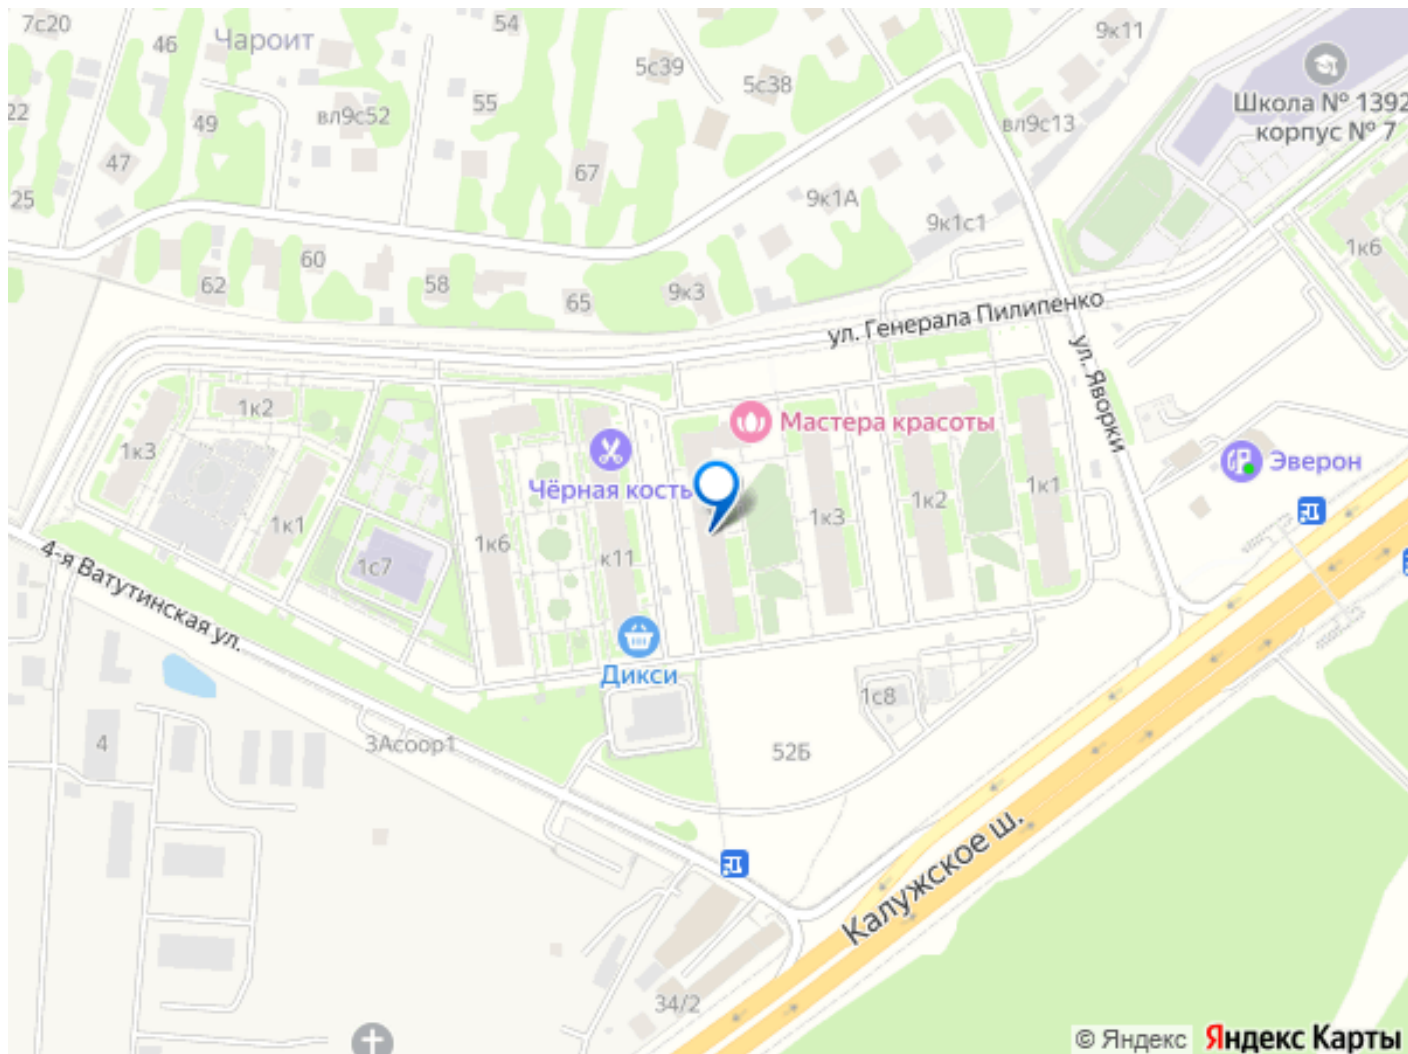 7с20
54
9к11
46
Чароит
5с39
5с38
Школа № 1392
корпус № 7
22
49
вл9с52
55
вл9с13
47
67
25
9к1А
9к1с1
60
1к6
62
58
65
9к3
ул. Генерала Пилипенко
ул. Яворки
1к2
Мастера красоты
1к3
Чёрная кость
Эверон
1к1
1к6
к11
1к3
1к2
1к1
1с7
4-я Ватутинская ул.
Дикси
1с8
4
3Асоор1
52Б
Калужское ш.
34/2
© Яндекс
Яндекс Карты